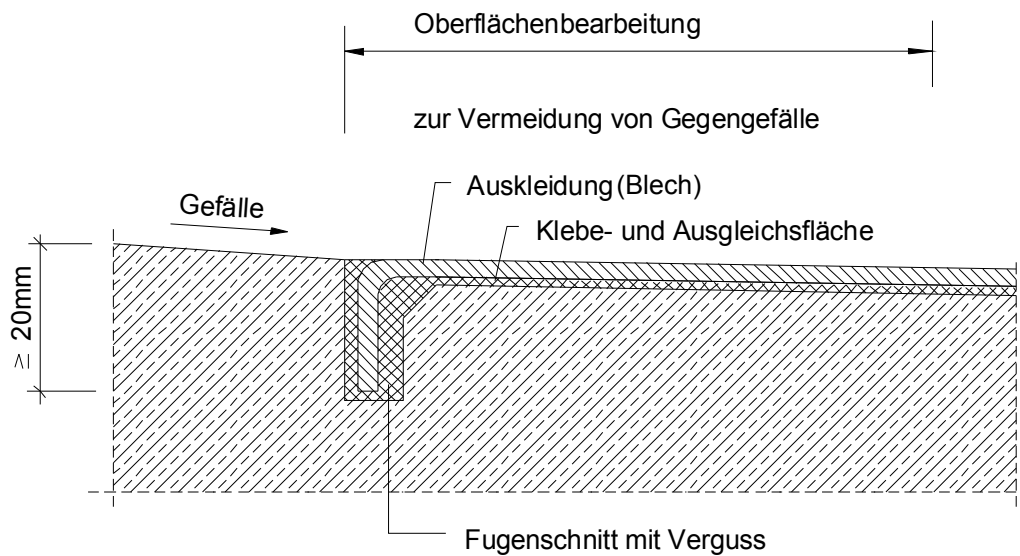 Oberflächenbearbeitung
zur Vermeidung von Gegengefälle
Auskleidung (Blech)
Gefälle
Klebe- und Ausgleichsfläche
≥ 20mm
Fugenschnitt mit Verguss